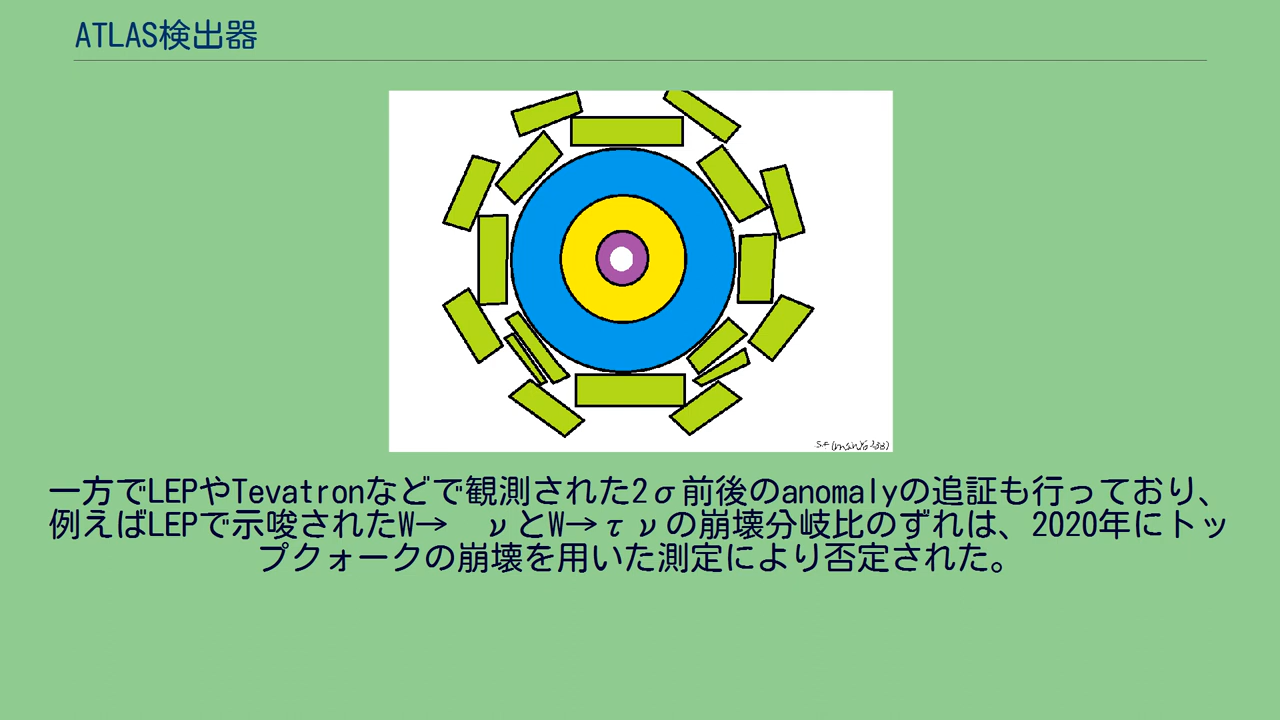 ATLAS検出器
一方でLEPやTevatronなどで観測された2σ前後のanomalyの追証も行っており、
例えばLEPで示唆されたW→　νとW→τνの崩壊分岐比のずれは、2020年にトッ
プクォークの崩壊を用いた測定により否定された。